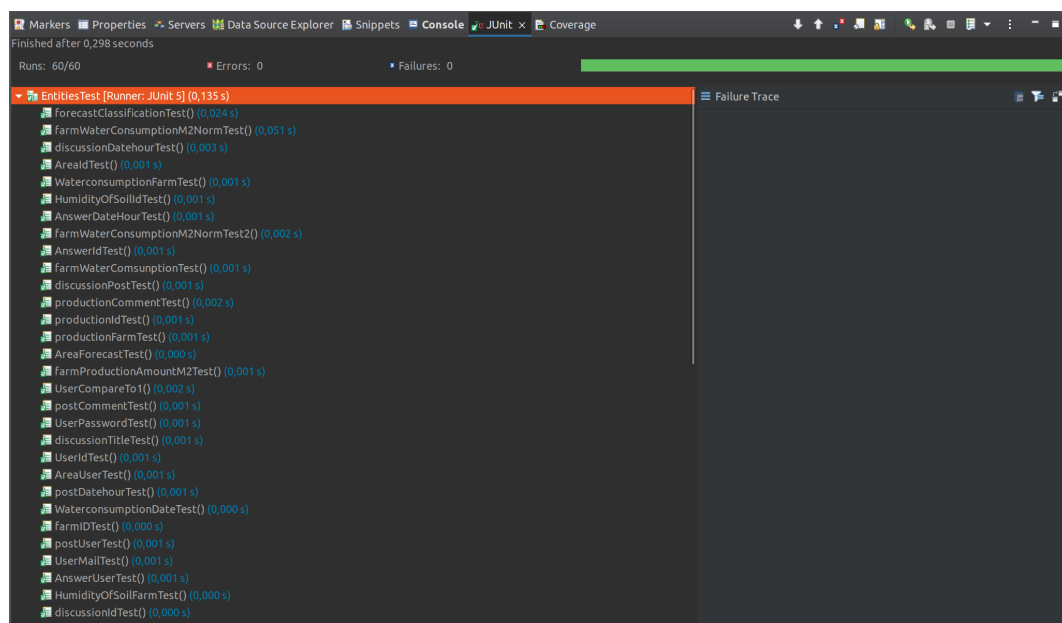 Markers Properties Servers Data Source Explorer Snippets Console JUnit × Coverage
Finished after 0,298 seconds
Runs: 60/60 Errors: 0 Failures: 0
EntitiesTest [Runner: JUnit 5] (0,135 s)
Failure Trace
forecastClassificationTest() (0,024 s)
farmWaterConsumptionM2NormTest() (0,051 s)
discussionDatehourTest() (0,003 s)
AreaIdTest() (0,001 s)
WaterconsumptionFarmTest() (0,001 s)
HumidityOfSoilIdTest() (0,001 s)
AnswerDateHourTest() (0,001 s)
farmWaterConsumptionM2NormTest2() (0,002 s)
AnswerIdTest() (0,001 s)
farmWaterComsunptionTest() (0,001 s)
discussionPostTest() (0,001 s)
productionCommentTest() (0,002 s)
productionIdTest() (0,001 s)
productionFarmTest() (0,001 s)
AreaForecastTest() (0,000 s)
farmProductionAmountM2Test() (0,001 s)
UserCompareTo1() (0,002 s)
postCommentTest() (0,001 s)
UserPasswordTest() (0,001 s)
discussionTitleTest() (0,001 s)
UserIdTest() (0,001 s)
AreaUserTest() (0,001 s)
postDatehourTest() (0,001 s)
WaterconsumptionDateTest() (0,000 s)
farmIDTest() (0,000 s)
postUserTest() (0,001 s)
UserMailTest() (0,001 s)
AnswerUserTest() (0,001 s)
HumidityOfSoilFarmTest() (0,000 s)
discussionIdTest() (0,000 s)